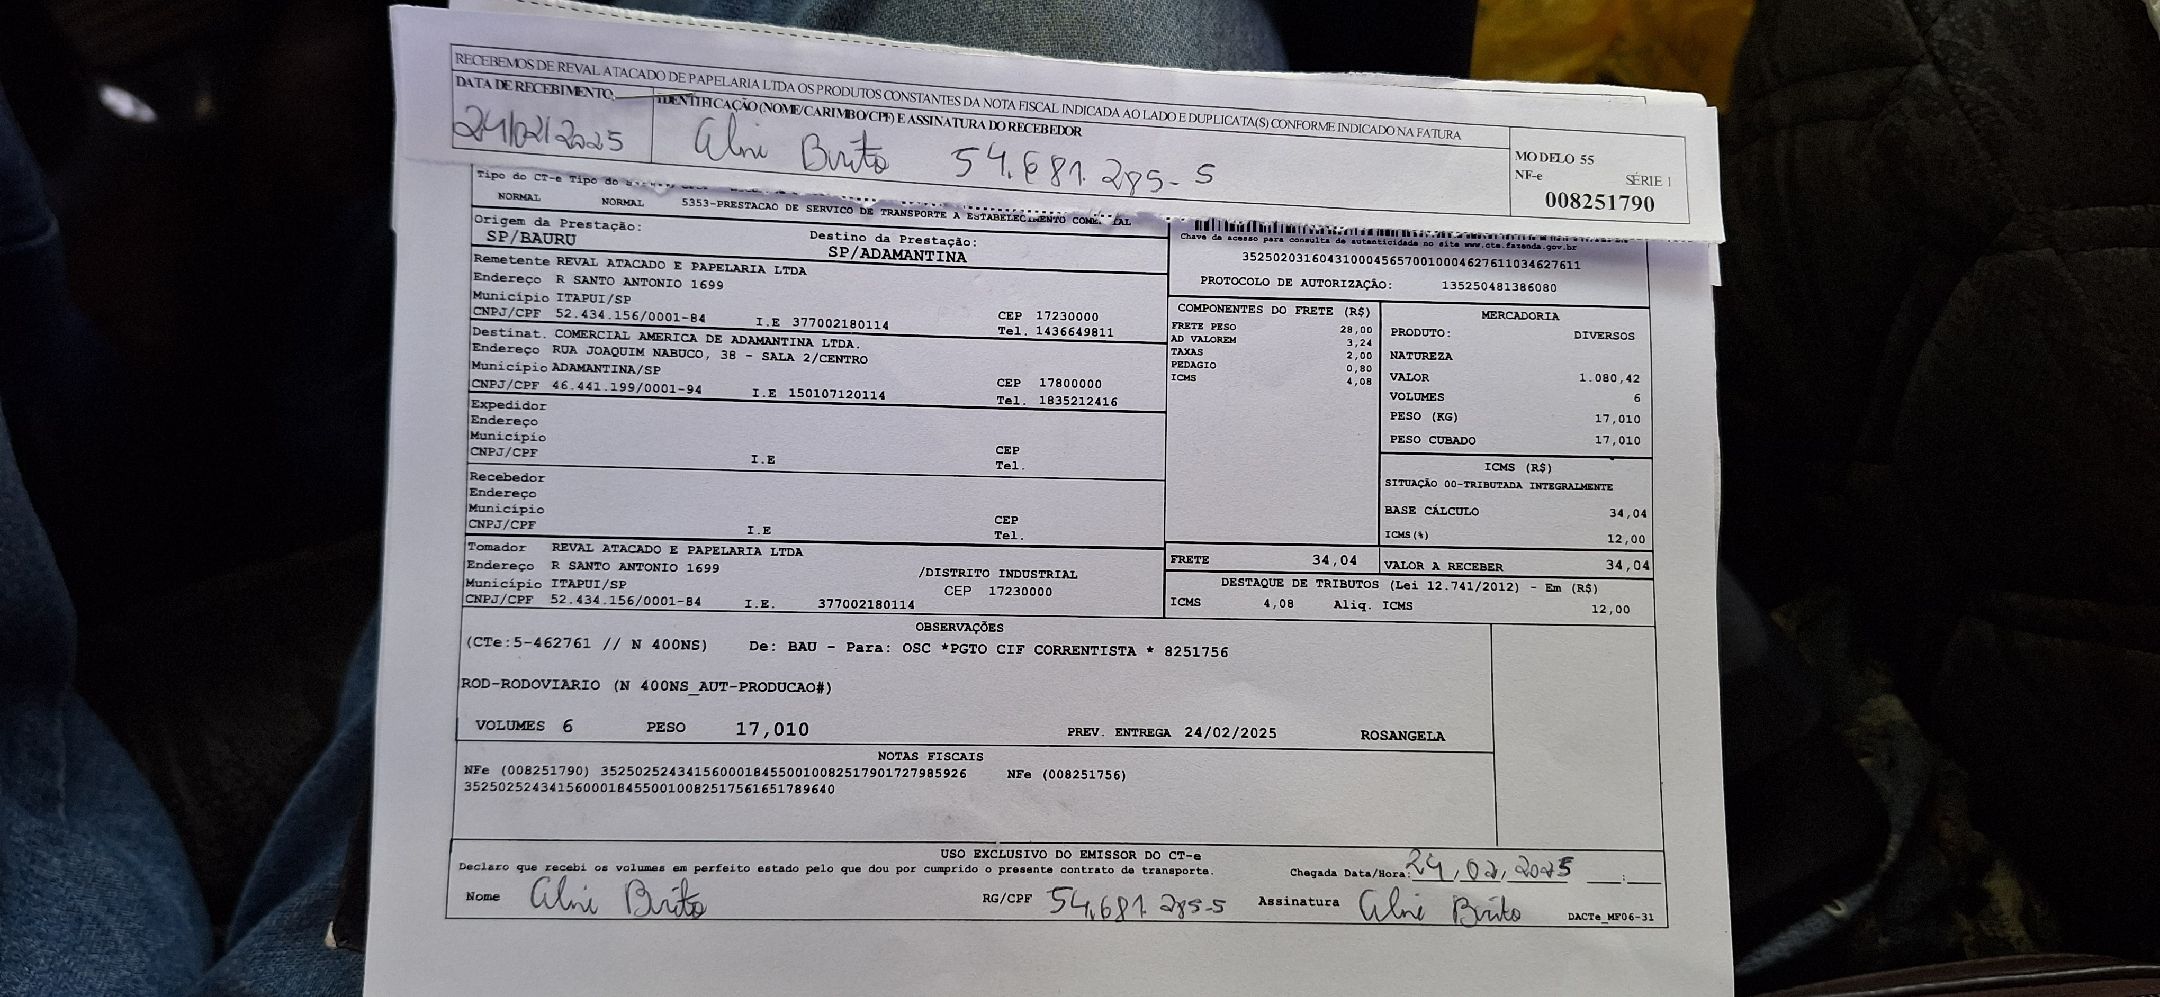 RECEBEMOS DE REVAL ATACADO DE PAPELARIA LTDA OS PRODUTOS CONSTANTES DA NOTA FISCAL INDICADA AO LADO E DUPLICATA(S) CONFORME INDICADO NA FATURA
DATA DE RECEBIMENTO IDENTIFICAÇÃO (NOME/CARIMBO/CPF) E ASSINATURA DO RECEBEDOR
24/02/2025 Brito 54.681.285-5
MODELO 55
NF-e SÉRIE 1
008251790
Tipo do CT-e Tipo do
NORMAL NORMAL 5353-PRESTACAO DE SERVICO DE TRANSPORTE A ESTABELECIMENTO
Origem da Prestação: Destino da Prestação:
SP/BAURU SP/ADAMANTINA
Chave de acesso para consulta de autenticidade no site www.cte.fazenda.gov.br
35250203160431000456570010004627611034627611
PROTOCOLO DE AUTORIZAÇÃO: 135250481386080
Remetente REVAL ATACADO E PAPELARIA LTDA
Endereço R SANTO ANTONIO 1699
Município ITAPUI/SP CEP 17230000
CNPJ/CPF 52.434.156/0001-84 I.E 377002180114 Tel. 1436649811
Destinat. COMERCIAL AMERICA DE ADAMANTINA LTDA.
Endereço RUA JOAQUIM NABUCO, 38 - SALA 2/CENTRO
Município ADAMANTINA/SP CEP 17800000
CNPJ/CPF 46.441.199/0001-94 I.E 150107120114 Tel. 1835212416
Expedidor
Endereço
Município CEP
CNPJ/CPF I.E Tel.
Recebedor
Endereço
Município CEP
CNPJ/CPF I.E Tel.
Tomador REVAL ATACADO E PAPELARIA LTDA
Endereço R SANTO ANTONIO 1699 /DISTRITO INDUSTRIAL
Município ITAPUI/SP CEP 17230000
CNPJ/CPF 52.434.156/0001-84 I.E. 377002180114
COMPONENTES DO FRETE (R$)
FRETE PESO 28,00
AD VALOREM 3,24
TAXAS 2,00
PEDAGIO 0,80
ICMS 4,08
MERCADORIA
PRODUTO: DIVERSOS
NATUREZA
VALOR 1.080,42
VOLUMES 6
PESO (KG) 17,010
PESO CUBADO 17,010
ICMS (R$)
SITUAÇÃO 00-TRIBUTADA INTEGRALMENTE
BASE CÁLCULO 34,04
ICMS(%) 12,00
FRETE 34,04 VALOR A RECEBER 34,04
DESTAQUE DE TRIBUTOS (Lei 12.741/2012) - Em (R$)
ICMS 4,08 Aliq. ICMS 12,00
OBSERVAÇÕES
(CTe:5-462761 // N 400NS) De: BAU - Para: OSC *PGTO CIF CORRENTISTA * 8251756
ROD-RODOVIARIO (N 400NS_AUT-PRODUCAO#)
VOLUMES 6 PESO 17,010 PREV. ENTREGA 24/02/2025 ROSANGELA
NOTAS FISCAIS
NFe (008251790) 35250252434156000184550010082517901727985926 NFe (008251756)
35250252434156000184550010082517561651789640
USO EXCLUSIVO DO EMISSOR DO CT-e
Declaro que recebi os volumes em perfeito estado pelo que dou por cumprido o presente contrato de transporte. Chegada Data/Hora: 24,02,2025 __:__
Nome Brito RG/CPF 54.681.285-5 Assinatura Brito DACTe_MF06-31